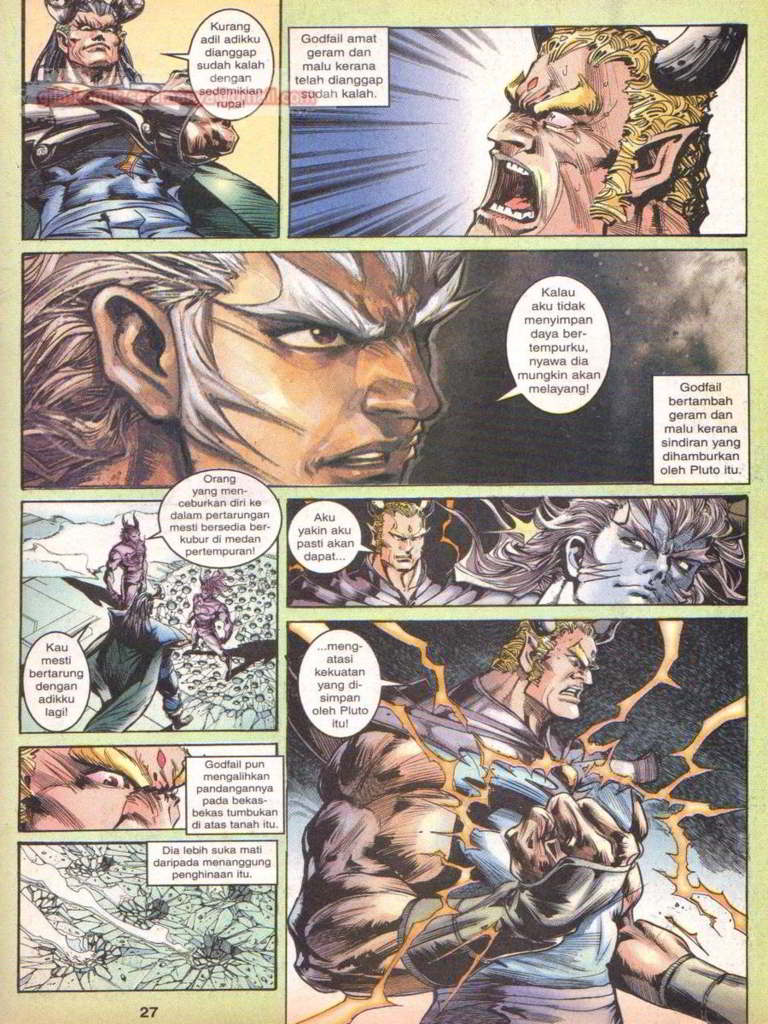 Kurang
adil adikku
dianggap
sudah kalah
dengan
sedemikian
rupa!
Godfail amat
geram dan
malu kerana
telah dianggap
sudah kalah.
Kalau
aku tidak
menyimpan
daya ber-
tempurku,
nyawa dia
mungkin akan
melayang!
Godfail
bertambah
geram dan
malu kerana
sindiran yang
dihamburkan
oleh Pluto itu.
Orang
yang men-
ceburkan diri ke
dalam pertarungan
mesti bersedia ber-
kubur di medan
pertempuran!
Kau
mesti
bertarung
dengan
adikku
lagi!
Aku
yakin aku
pasti akan
dapat...
...meng-
atasi
kekuatan
yang di-
simpan
oleh Pluto
itu!
Godfail pun
mengalihkan
pandangannya
pada bekas-
bekas tumbukan
di atas tanah itu.
Dia lebih suka mati
daripada menanggung
penghinaan itu.
27